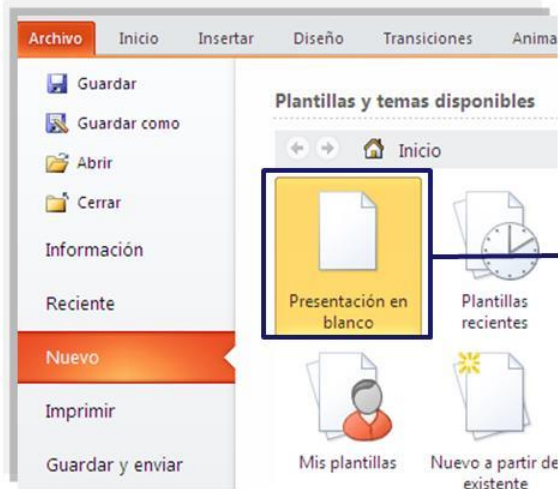 Archivo Inicio Insertar Diseño Transiciones Anima
Guardar
Guardar como
Abrir
Cerrar
Información
Reciente
Nuevo
Imprimir
Guardar y enviar
Plantillas y temas disponibles
Inicio
Presentación en
blanco
Plantillas
recientes
Mis plantillas
Nuevo a partir de
existente